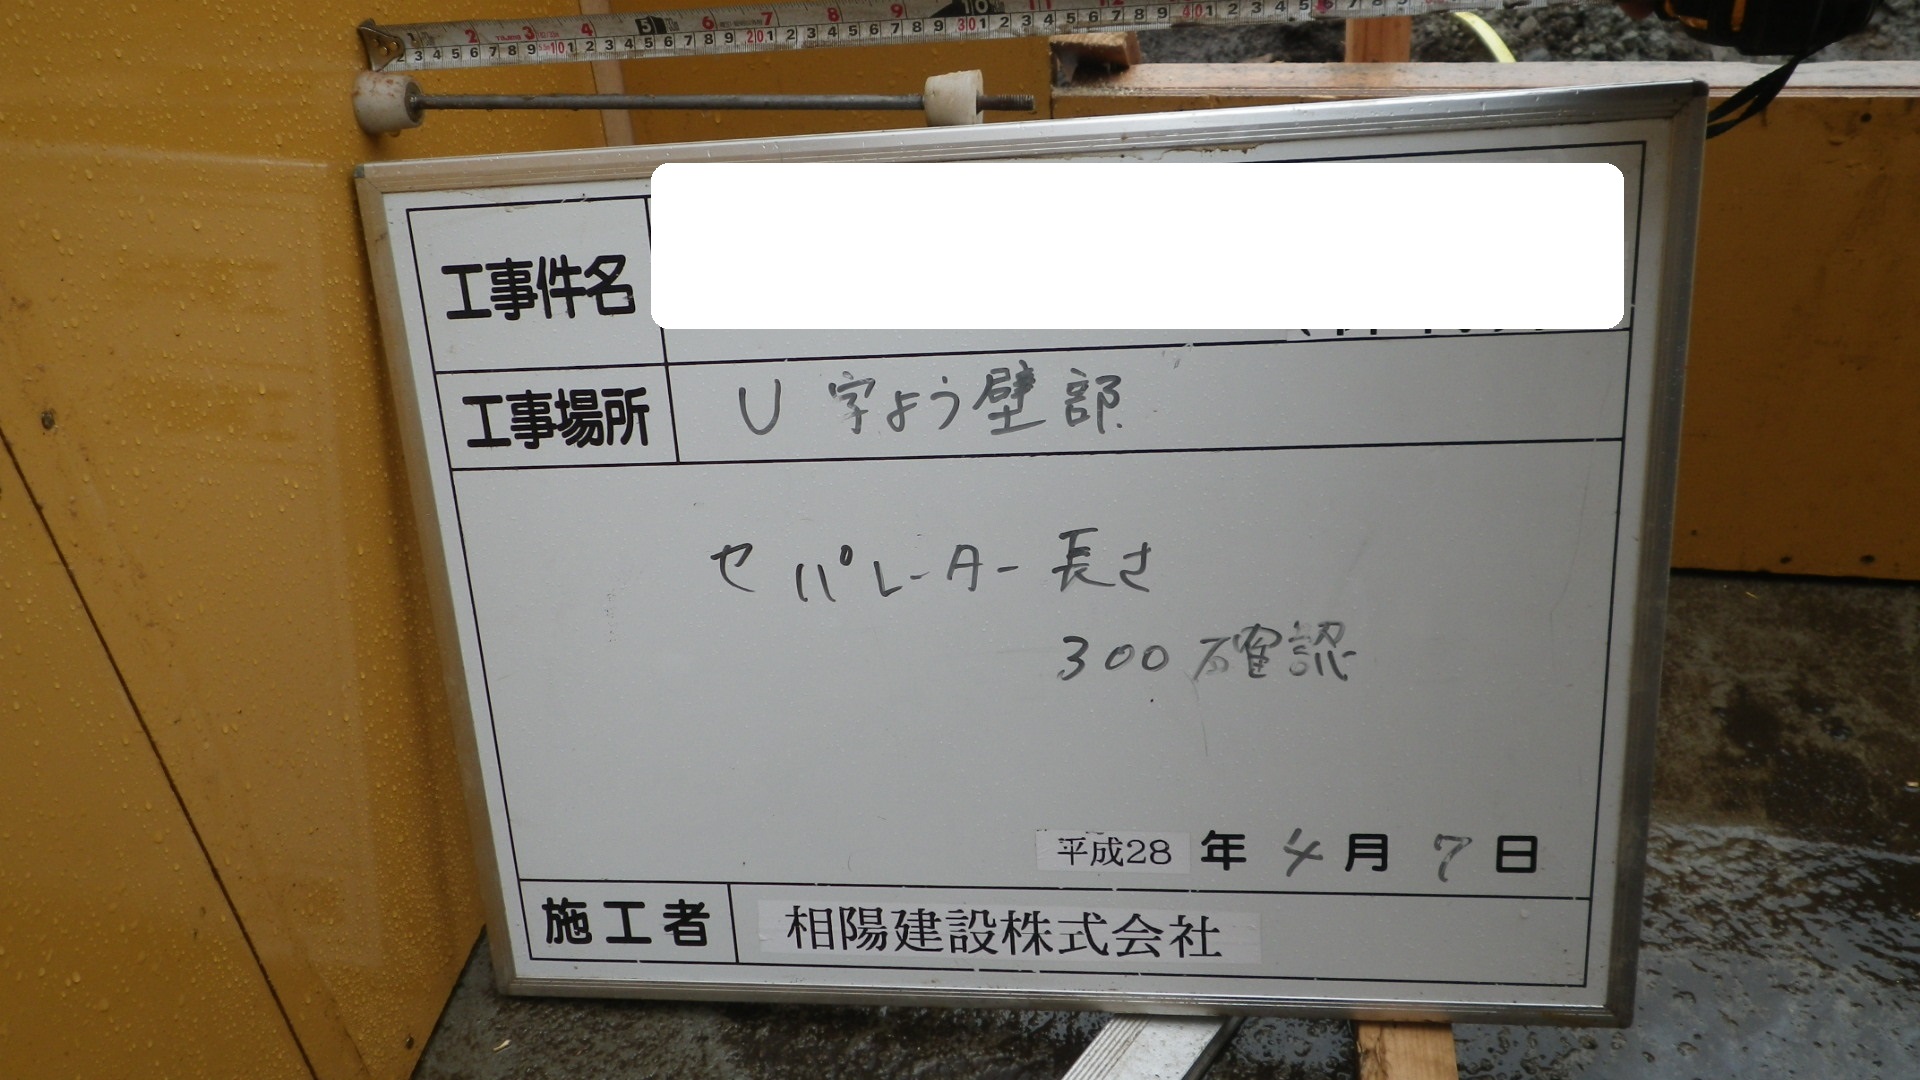 工事件名
工事場所 U字よう壁部
セパレーター長さ
300確認
平成28年4月7日
施工者 相陽建設株式会社